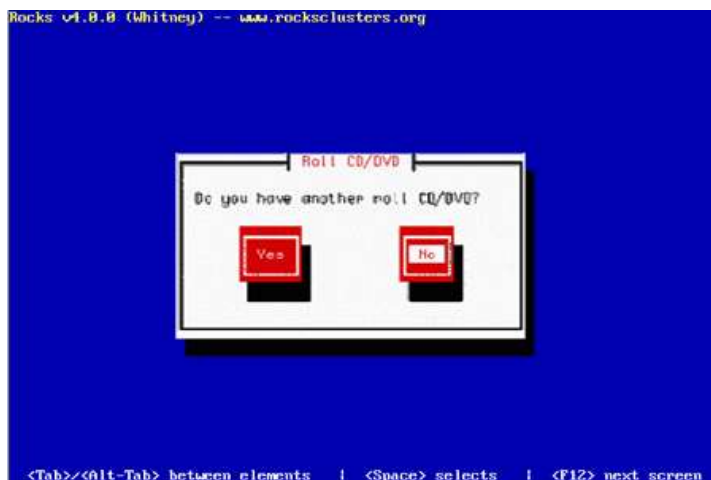 Rocks v4.0.0 (Whitney) -- www.rocksclusters.org
Roll CD/DVD
Do you have another roll CD/DVD?
Yes
No
<Tab>/<Alt-Tab> between elements | <Space> selects | <F12> next screen